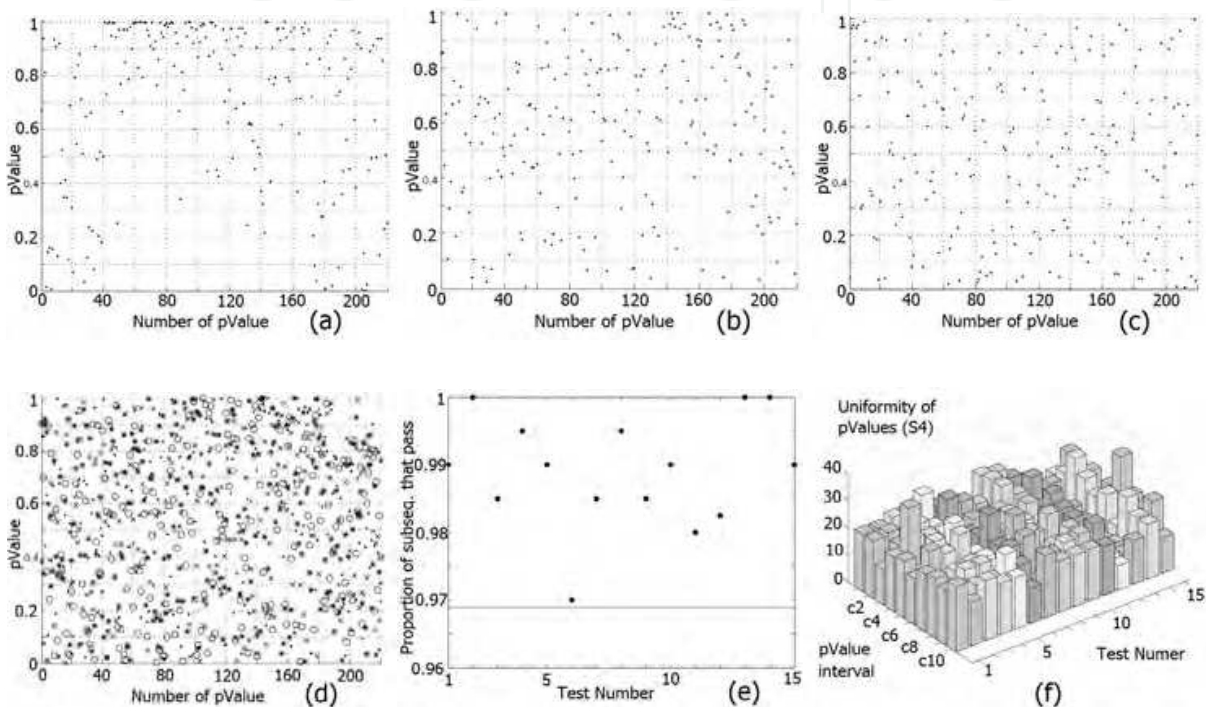 1
0.8
0.6
0.4
0.2
0
pValue
0 40 80 120 160 200
Number of pValue (a)
1
0.8
0.6
0.4
0.2
0
pValue
0 40 80 120 160 200
Number of pValue (b)
1
0.8
0.6
0.4
0.2
0
pValue
0 40 80 120 160 200
Number of pValue (c)
1
0.8
0.6
0.4
0.2
0
pValue
0 40 80 120 160 200
Number of pValue (d)
1
0.99
0.98
0.97
0.96
Proportion of subseq. that pass
1 5 10 15
Test Number (e)
Uniformity of
pValues (S4)
40
30
20
10
0
c2
c4
c6
c8
c10
pValue
interval
1
5
10
15
Test Numer
(f)